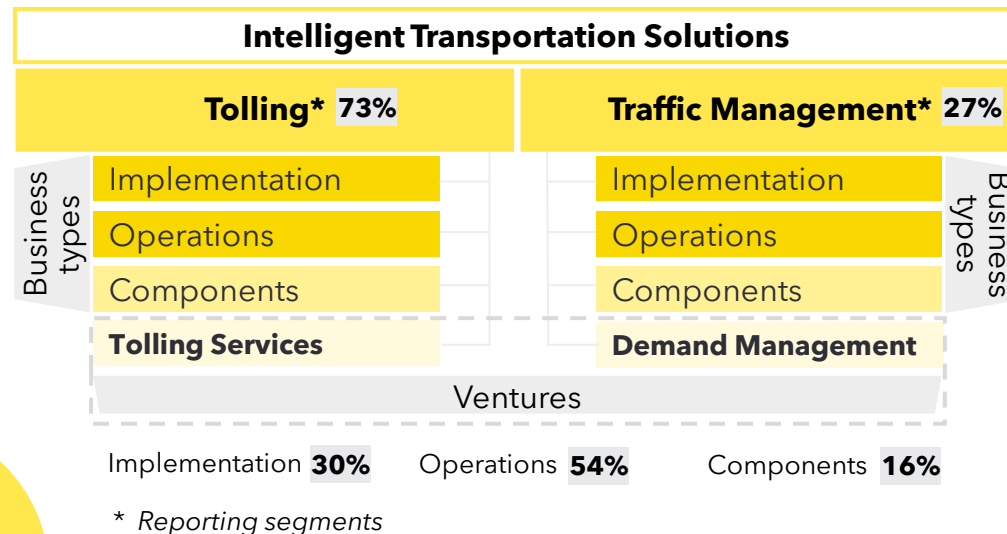 Intelligent Transportation Solutions
Tolling* 73%
Traffic Management* 27%
Business
types
Implementation
Operations
Components
Tolling Services
Implementation
Operations
Components
Demand Management
Business
types
Ventures
Implementation 30%
Operations 54%
Components 16%
* Reporting segments